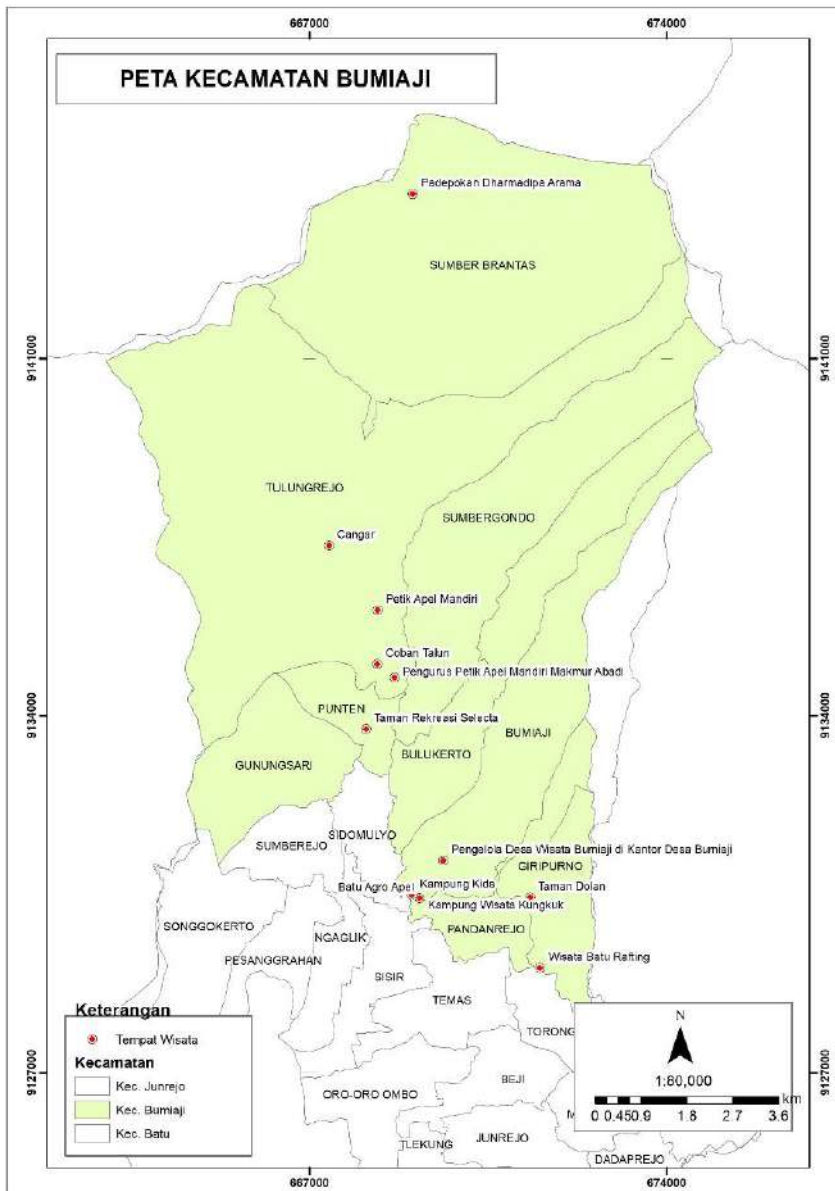 667000
674000
PETA KECAMATAN BUMIAJI
Padepokan Dharmadipa Arama
SUMBER BRANTAS
9141000
9141000
TULUNGREJO
SUMBERGONDO
Cangar
Petik Apel Mandiri
Coban Talun
Pengurus Petik Apel Mandiri Makmur Abadi
PUNTEN
9134000
9134000
Taman Rekreasi Selecta
BUMIAJI
BULUKERTO
GUNUNGSARI
SIDOMULYO
SUMBEREJO
Pengelola Desa Wisata Bumiaji di Kantor Desa Bumiaji
GIRIPURNO
Batu Agro Apel
Kampung Kids
Taman Dolan
Kampung Wisata Kungkuk
SONGGOKERTO
NGAGLIK
PANDANREJO
PESANGGRAHAN
SISIR
Wisata Batu Rafting
TEMAS
TORONG
Keterangan
Tempat Wisata
Kecamatan
Kec. Junrejo
Kec. Bumiaji
Kec. Batu
N
1:80,000
km
0 0.45 0.9 1.8 2.7 3.6
9127000
9127000
BEJI
ORO-ORO OMBO
M
JUNREJO
TLEKUNG
DADAPREJO
667000
674000